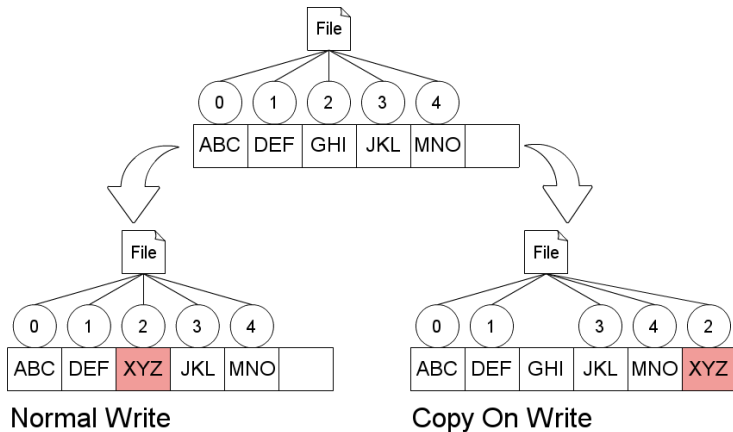 File
0 1 2 3 4
ABC DEF GHI JKL MNO
File
0 1 2 3 4
ABC DEF XYZ JKL MNO
Normal Write
File
0 1 3 4 2
ABC DEF GHI JKL MNO XYZ
Copy On Write